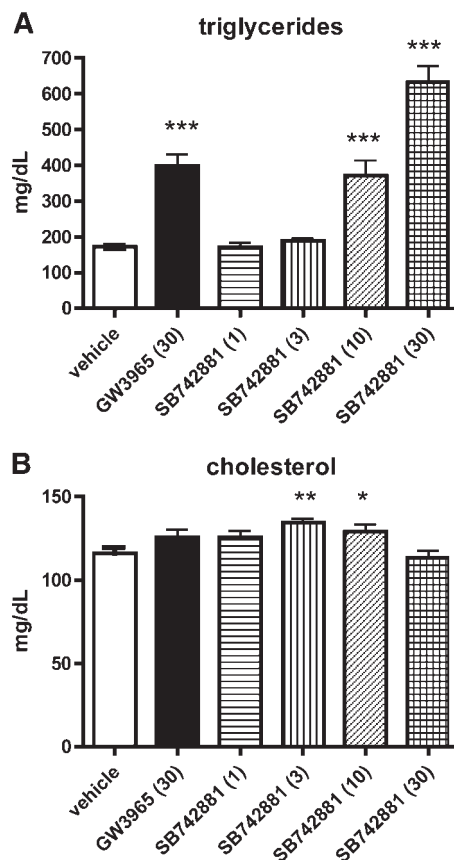 A
triglycerides
***
***
***
700
600
500
400
300
200
100
0
mg/dL
vehicle
GW3965 (30)
SB742881 (1)
SB742881 (3)
SB742881 (10)
SB742881 (30)
B
cholesterol
**
*
150
100
50
0
mg/dL
vehicle
GW3965 (30)
SB742881 (1)
SB742881 (3)
SB742881 (10)
SB742881 (30)